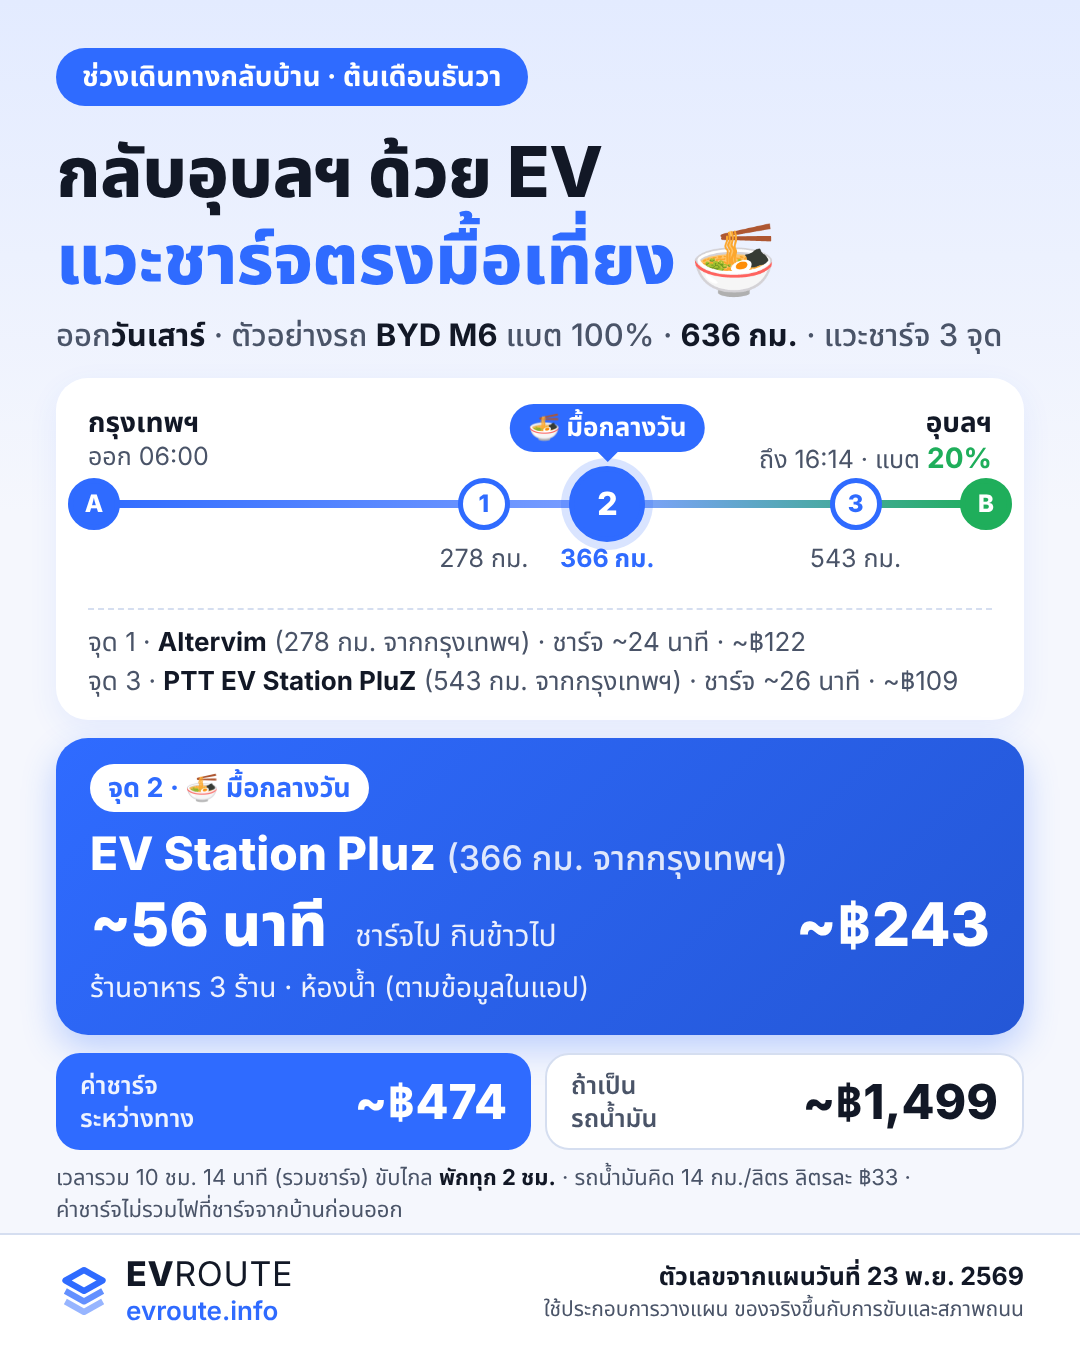 ช่วงเดินทางกลับบ้าน · ต้นเดือนธันวา
กลับอุบลฯ ด้วย EV
แวะชาร์จตรงมื้อเที่ยง 🍜
ออกวันเสาร์ · ตัวอย่างรถ BYD M6 แบต 100% · 636 กม. · แวะชาร์จ 3 จุด
กรุงเทพฯ
ออก 06:00
🍜 มื้อกลางวัน
อุบลฯ
ถึง 16:14 · แบต 20%
A
1
2
3
B
278 กม.
366 กม.
543 กม.
จุด 1 · Altervim (278 กม. จากกรุงเทพฯ) · ชาร์จ ~24 นาที · ~฿122
จุด 3 · PTT EV Station PluZ (543 กม. จากกรุงเทพฯ) · ชาร์จ ~26 นาที · ~฿109
จุด 2 · 🍜 มื้อกลางวัน
EV Station Pluz (366 กม. จากกรุงเทพฯ)
~56 นาที ชาร์จไป กินข้าวไป ~฿243
ร้านอาหาร 3 ร้าน · ห้องน้ำ (ตามข้อมูลในแอป)
ค่าชาร์จ
ระหว่างทาง
~฿474
ถ้าเป็น
รถน้ำมัน
~฿1,499
เวลารวม 10 ชม. 14 นาที (รวมชาร์จ) ขับไกล พักทุก 2 ชม. · รถน้ำมันคิด 14 กม./ลิตร ลิตรละ ฿33 ·
ค่าชาร์จไม่รวมไฟที่ชาร์จจากบ้านก่อนออก
EVROUTE
evroute.info
ตัวเลขจากแผนวันที่ 23 พ.ย. 2569
ใช้ประกอบการวางแผน ของจริงขึ้นกับการขับและสภาพถนน